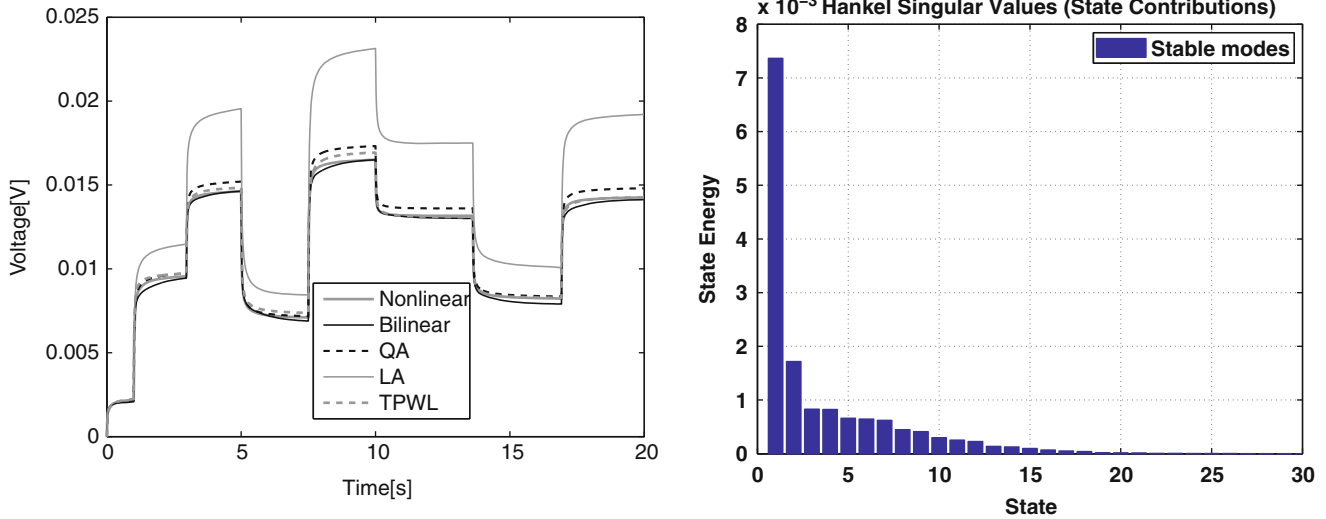 0.025
0.02
0.015
0.01
0.005
0
Voltage[V]
Nonlinear
Bilinear
QA
LA
TPWL
0
5
10
15
20
Time[s]
x 10⁻³ Hankel Singular Values (State Contributions)
Stable modes
8
7
6
5
4
3
2
1
0
State Energy
0
5
10
15
20
25
30
State